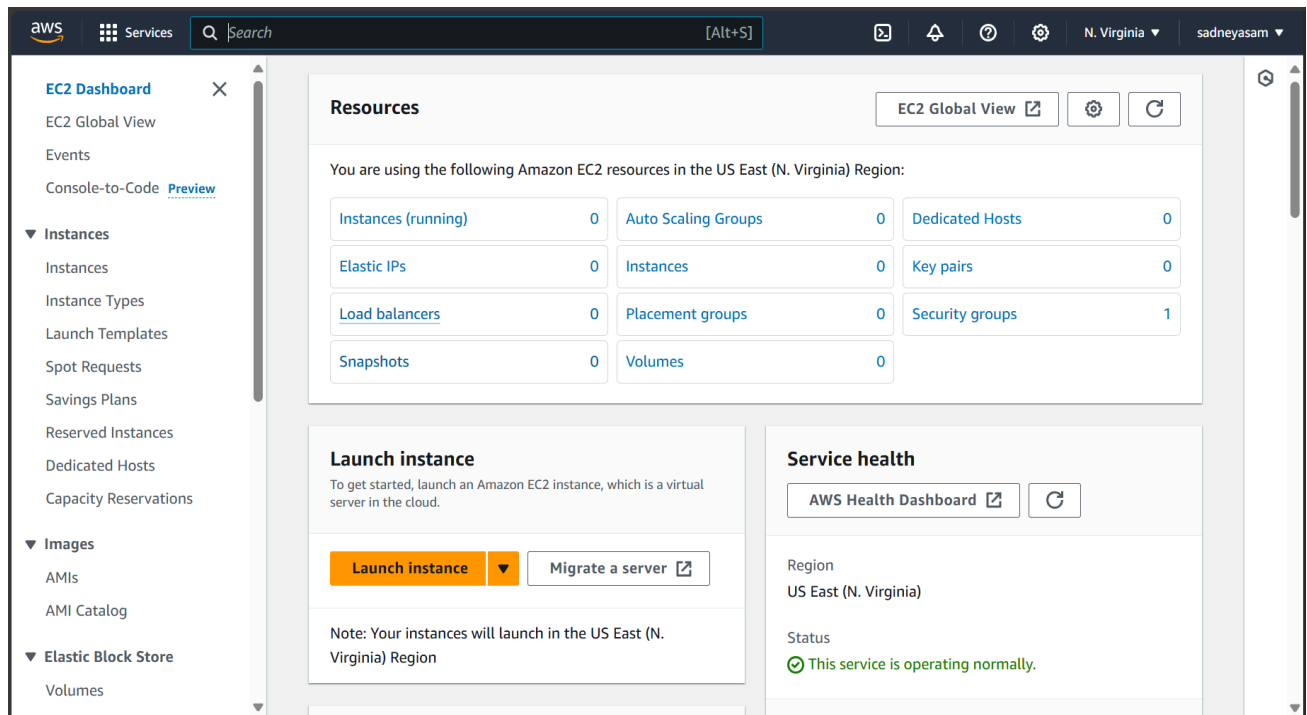 aws
Services
Search
[Alt+S]
N. Virginia
sadneyasam
EC2 Dashboard
EC2 Global View
Events
Console-to-Code Preview
Instances
Instances
Instance Types
Launch Templates
Spot Requests
Savings Plans
Reserved Instances
Dedicated Hosts
Capacity Reservations
Images
AMIs
AMI Catalog
Elastic Block Store
Volumes
Resources
EC2 Global View
You are using the following Amazon EC2 resources in the US East (N. Virginia) Region:
Instances (running) 0
Auto Scaling Groups 0
Dedicated Hosts 0
Elastic IPs 0
Instances 0
Key pairs 0
Load balancers 0
Placement groups 0
Security groups 1
Snapshots 0
Volumes 0
Launch instance
To get started, launch an Amazon EC2 instance, which is a virtual
server in the cloud.
Launch instance
Migrate a server
Note: Your instances will launch in the US East (N.
Virginia) Region
Service health
AWS Health Dashboard
Region
US East (N. Virginia)
Status
This service is operating normally.